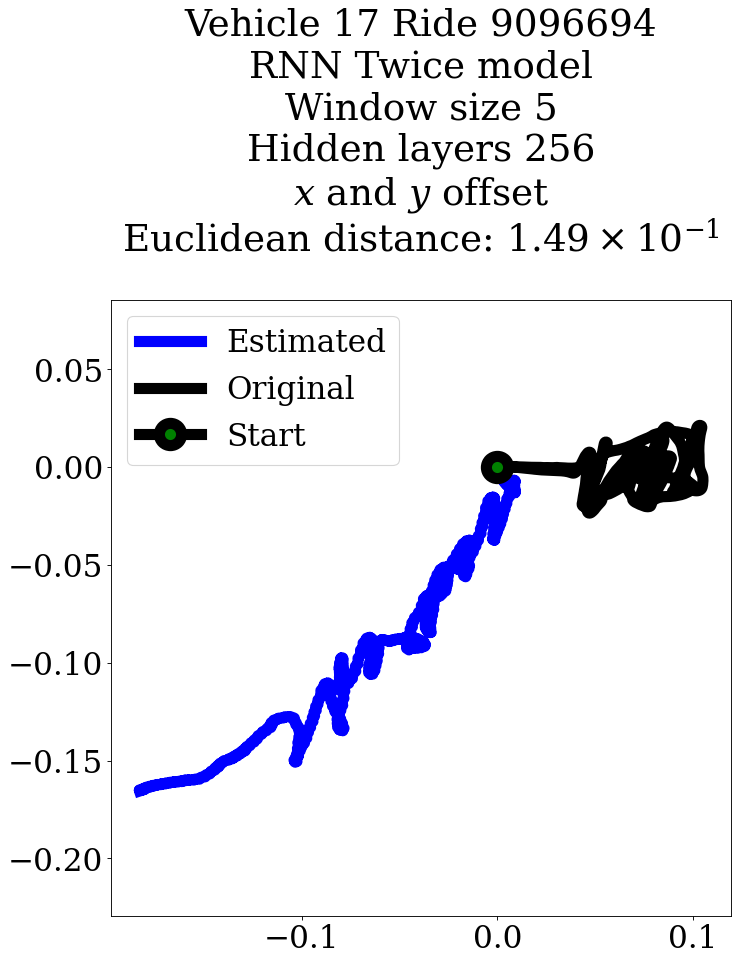 Vehicle 17 Ride 9096694
RNN Twice model
Window size 5
Hidden layers 256
x and y offset
Euclidean distance: 1.49 × 10⁻¹
Estimated
Original
Start
0.05
0.00
−0.05
−0.10
−0.15
−0.20
−0.1
0.0
0.1